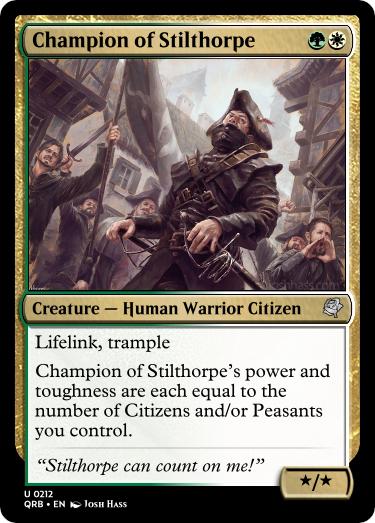 Champion of Stilthorpe
Creature — Human Warrior Citizen
Lifelink, trample
Champion of Stilthorpe's power and
toughness are each equal to the
number of Citizens and/or Peasants
you control.
“Stilthorpe can count on me!”
*/*
U 0212
QRB • EN Josh Hass